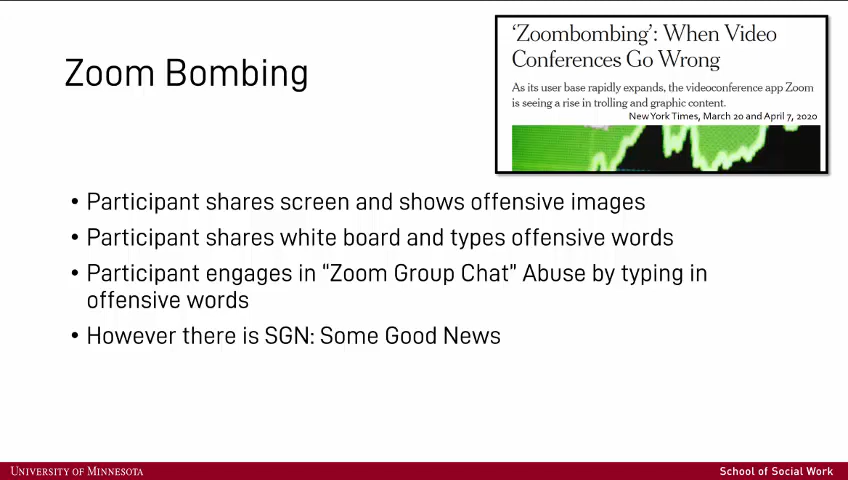 Zoom Bombing
‘Zoombombing’: When Video
Conferences Go Wrong
As its user base rapidly expands, the videoconference app Zoom
is seeing a rise in trolling and graphic content.
New York Times, March 20 and April 7, 2020
• Participant shares screen and shows offensive images
• Participant shares white board and types offensive words
• Participant engages in “Zoom Group Chat” Abuse by typing in
offensive words
• However there is SGN: Some Good News
University of Minnesota
School of Social Work